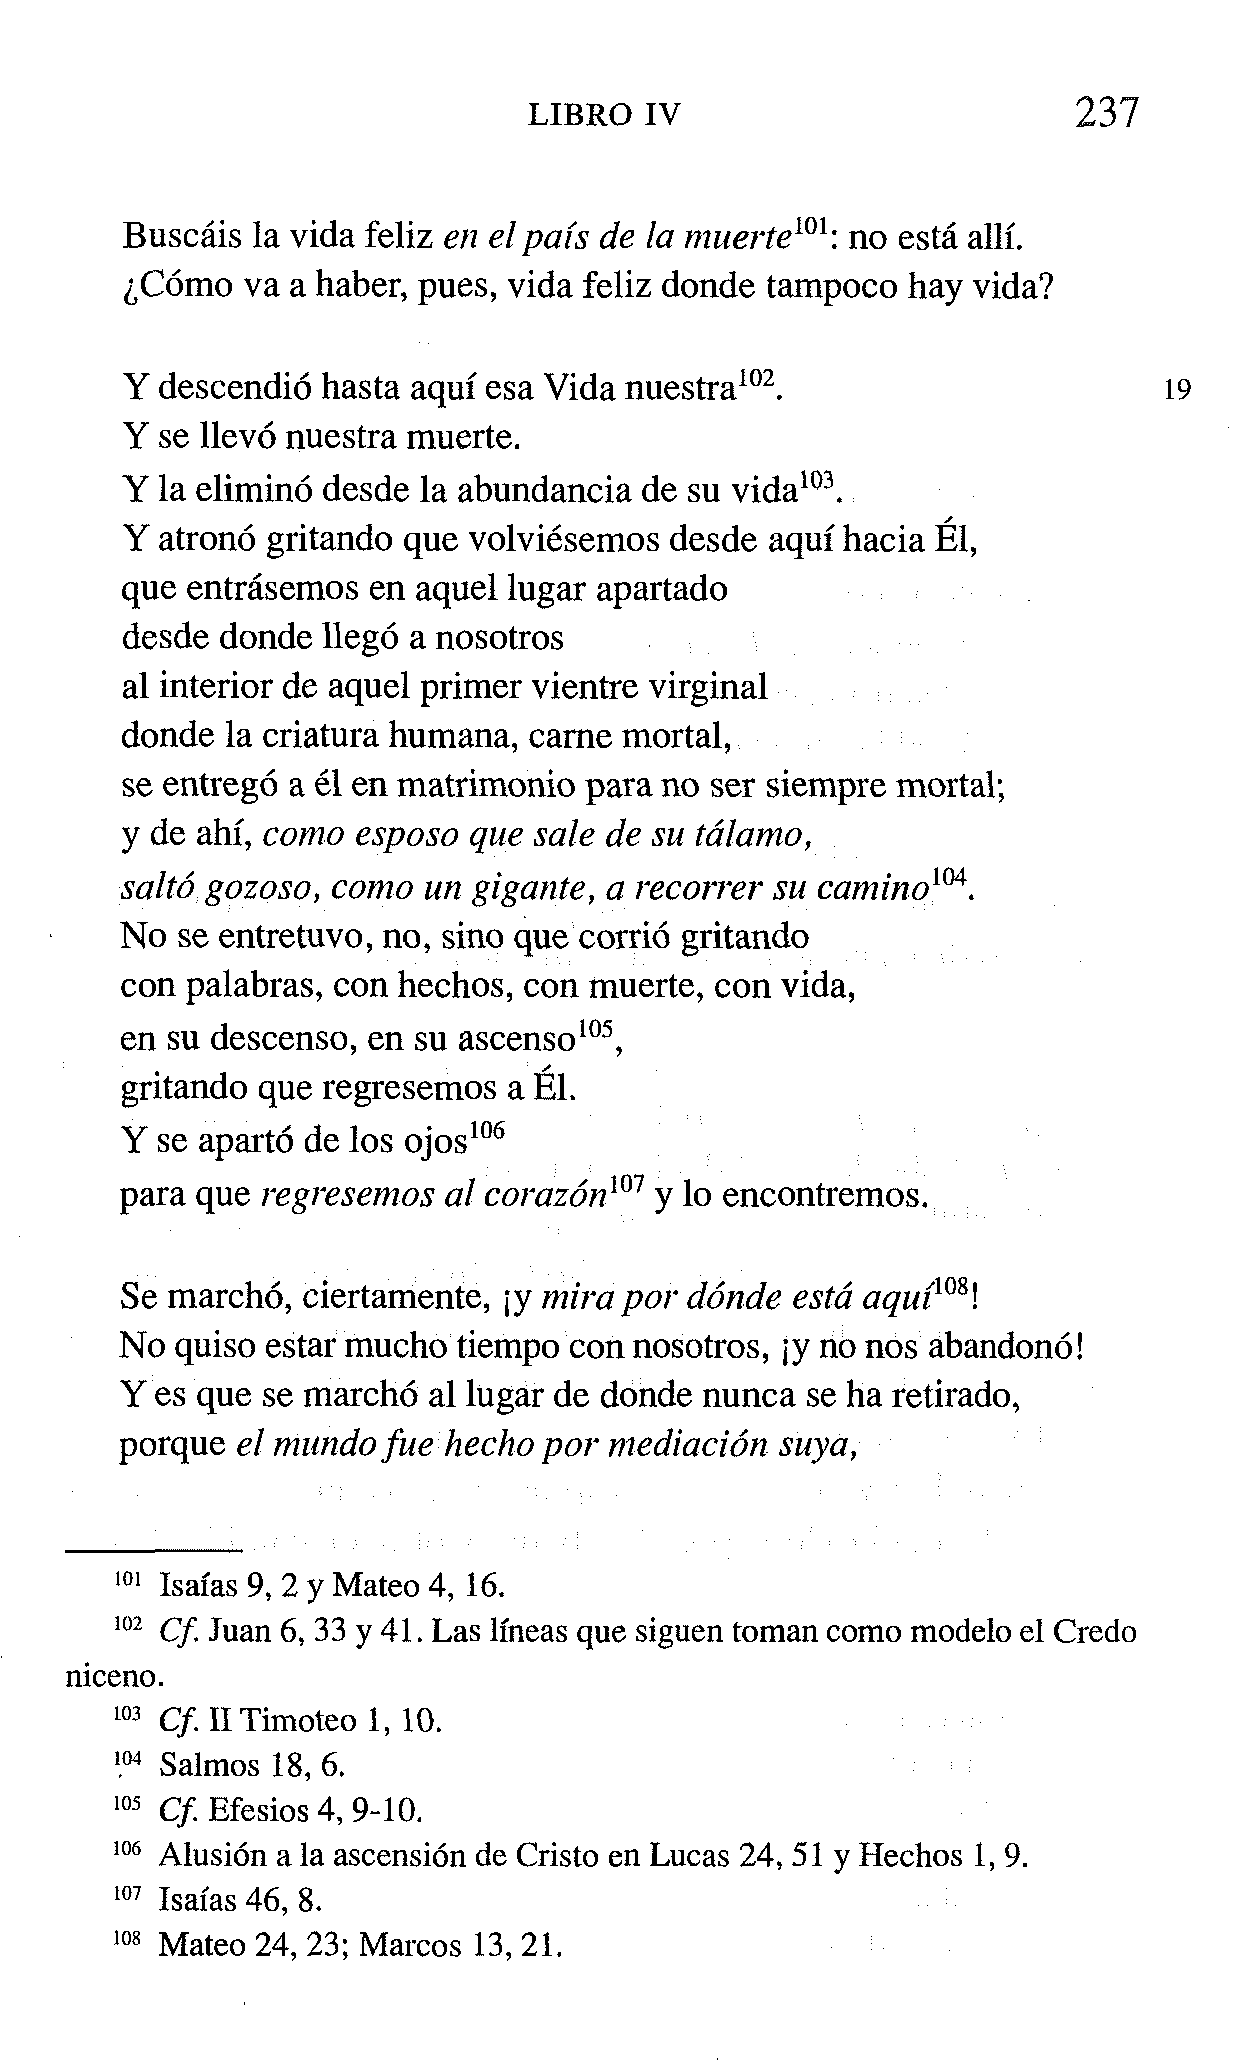 LIBRO IV 237
Buscáis la vida feliz en el país de la muerte¹⁰¹: no está allí.
¿Cómo va a haber, pues, vida feliz donde tampoco hay vida?
Y descendió hasta aquí esa Vida nuestra¹⁰². 19
Y se llevó nuestra muerte.
Y la eliminó desde la abundancia de su vida¹⁰³.
Y atronó gritando que volviésemos desde aquí hacia Él,
que entrásemos en aquel lugar apartado
desde donde llegó a nosotros
al interior de aquel primer vientre virginal
donde la criatura humana, carne mortal,
se entregó a él en matrimonio para no ser siempre mortal;
y de ahí, como esposo que sale de su tálamo,
saltó gozoso, como un gigante, a recorrer su camino¹⁰⁴.
No se entretuvo, no, sino que corrió gritando
con palabras, con hechos, con muerte, con vida,
en su descenso, en su ascenso¹⁰⁵,
gritando que regresemos a Él.
Y se apartó de los ojos¹⁰⁶
para que regresemos al corazón¹⁰⁷ y lo encontremos.
Se marchó, ciertamente, ¡y mira por dónde está aquí¹⁰⁸!
No quiso estar mucho tiempo con nosotros, ¡y no nos abandonó!
Y es que se marchó al lugar de donde nunca se ha retirado,
porque el mundo fue hecho por mediación suya,
¹⁰¹ Isaías 9, 2 y Mateo 4, 16.
¹⁰² Cf. Juan 6, 33 y 41. Las líneas que siguen toman como modelo el Credo
niceno.
¹⁰³ Cf. II Timoteo 1, 10.
¹⁰⁴ Salmos 18, 6.
¹⁰⁵ Cf. Efesios 4, 9-10.
¹⁰⁶ Alusión a la ascensión de Cristo en Lucas 24, 51 y Hechos 1, 9.
¹⁰⁷ Isaías 46, 8.
¹⁰⁸ Mateo 24, 23; Marcos 13, 21.